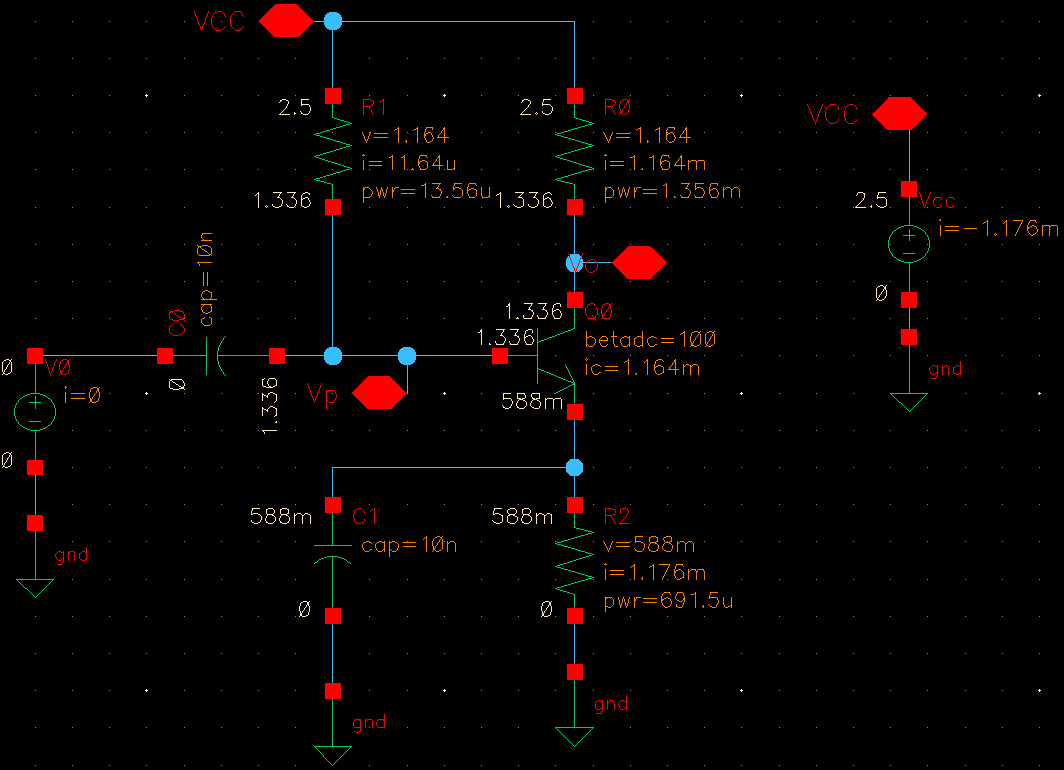 VCC
2.5
R1
v=1.164
i=11.64u
pwr=13.56u
1.336
2.5
R0
v=1.164
i=1.164m
pwr=1.356m
1.336
VCC
2.5
Vcc
i=-1.176m
0
gnd
Vo
1.336
Q0
1.336
betadc=100
ic=1.164m
588m
C0
cap=10n
0
1.336
Vp
0
V0
i=0
0
gnd
588m
C1
cap=10n
0
gnd
588m
R2
v=588m
i=1.176m
pwr=691.5u
0
gnd